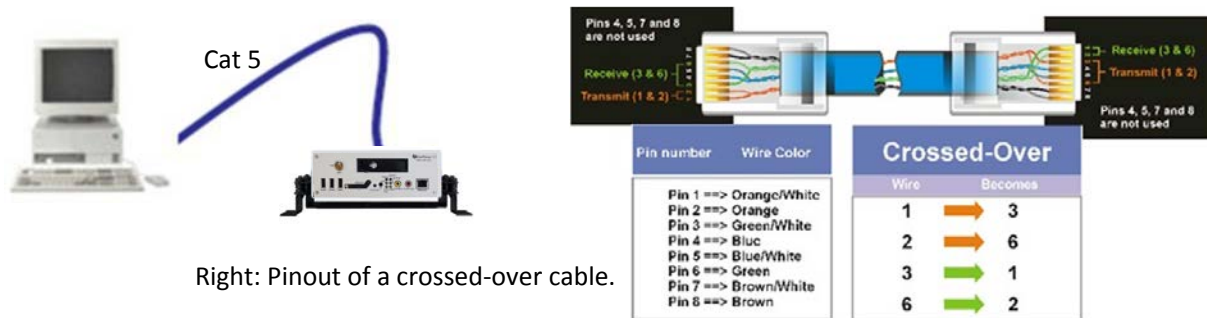 Cat 5
Right: Pinout of a crossed-over cable.
Pins 4, 5, 7 and 8
are not used
Receive (3 & 6)
Transmit (1 & 2)
Receive (3 & 6)
Transmit (1 & 2)
Pins 4, 5, 7 and 8
are not used
Pin number Wire Color
Pin 1 ==> Orange/White
Pin 2 ==> Orange
Pin 3 ==> Green/White
Pin 4 ==> Blue
Pin 5 ==> Blue/White
Pin 6 ==> Green
Pin 7 ==> Brown/White
Pin 8 ==> Brown
Crossed-Over
Wire Becomes
1 3
2 6
3 1
6 2